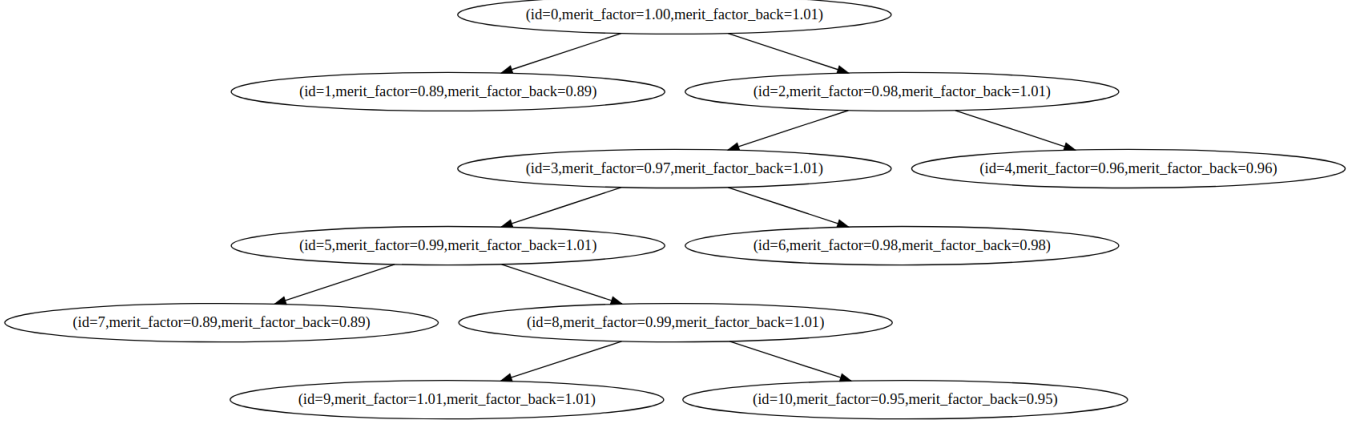 (id=0,merit_factor=1.00,merit_factor_back=1.01)
(id=1,merit_factor=0.89,merit_factor_back=0.89)
(id=2,merit_factor=0.98,merit_factor_back=1.01)
(id=3,merit_factor=0.97,merit_factor_back=1.01)
(id=4,merit_factor=0.96,merit_factor_back=0.96)
(id=5,merit_factor=0.99,merit_factor_back=1.01)
(id=6,merit_factor=0.98,merit_factor_back=0.98)
(id=7,merit_factor=0.89,merit_factor_back=0.89)
(id=8,merit_factor=0.99,merit_factor_back=1.01)
(id=9,merit_factor=1.01,merit_factor_back=1.01)
(id=10,merit_factor=0.95,merit_factor_back=0.95)